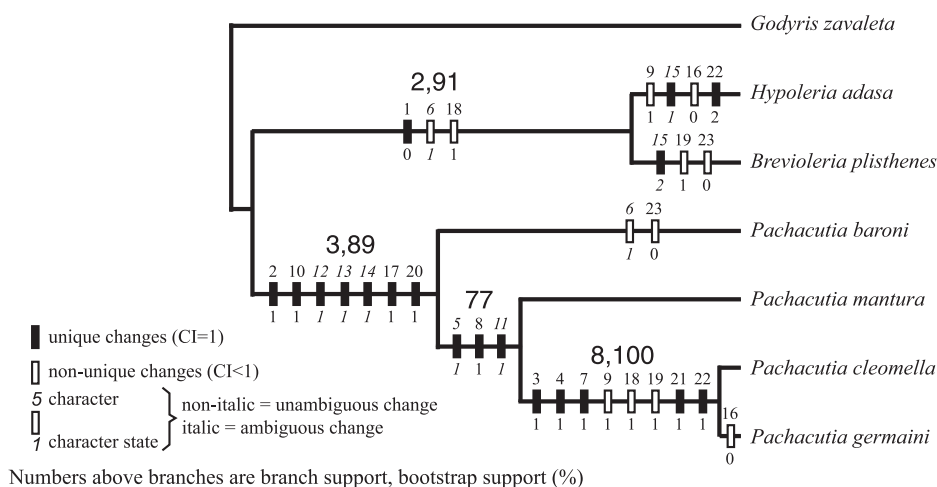 Godyris zavaleta
2,91
9 15 16 22
1 6 18
Hypoleria adasa
1 1 0 2
0 1 1
15 19 23
Brevioleria plisthenes
2 1 0
6 23
Pachacutia baroni
3,89
1 0
2 10 12 13 14 17 20
77
Pachacutia mantura
1 1 1 1 1 1 1
5 8 11
unique changes (CI=1)
1 1 1
8,100
non-unique changes (CI<1)
3 4 7 9 18 19 21 22
Pachacutia cleomella
5 character
non-italic = unambiguous change
1 1 1 1 1 1 1 1
italic = ambiguous change
16
1 character state
Pachacutia germaini
0
Numbers above branches are branch support, bootstrap support (%)